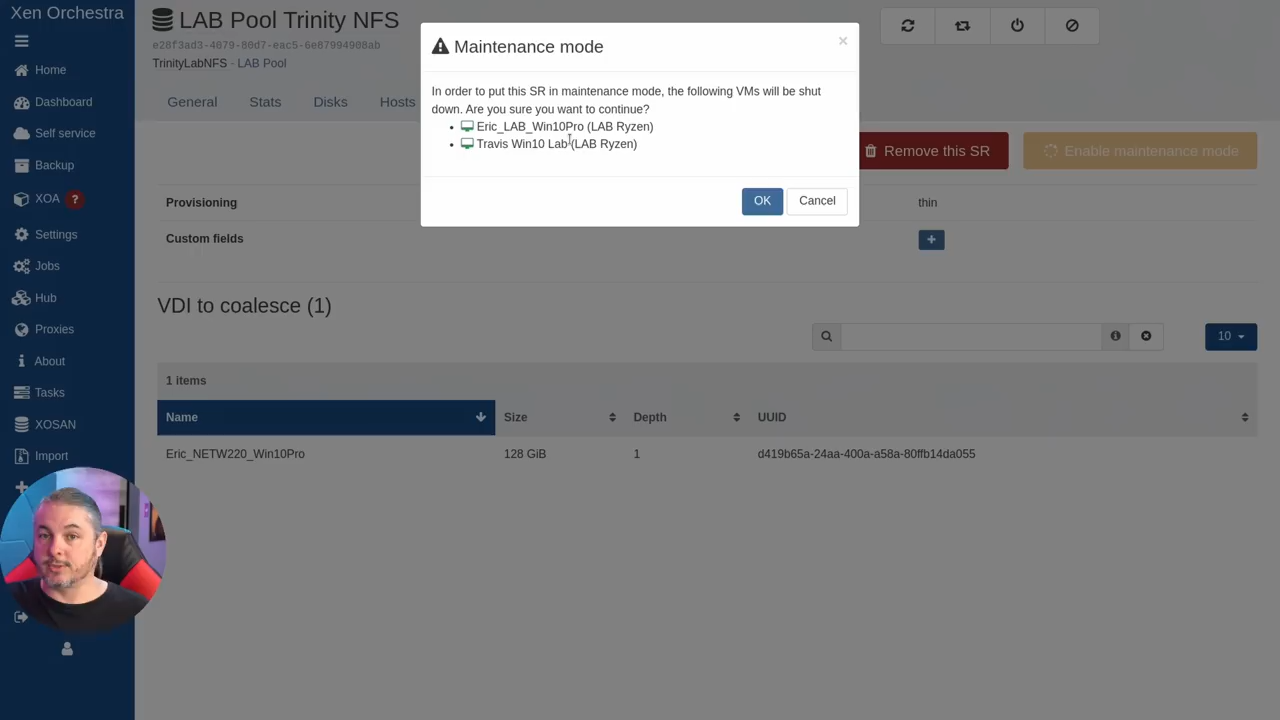 Xen Orchestra
Home
Dashboard
Self service
Backup
XOA ?
Settings
Jobs
Hub
Proxies
About
Tasks
XOSAN
Import
LAB Pool Trinity NFS
e28f3ad3-4679-80d7-eac5-6e87994908ab
TrinityLabNFS - LAB Pool
General Stats Disks Hosts
Maintenance mode ×
In order to put this SR in maintenance mode, the following VMs will be shut
down. Are you sure you want to continue?
Eric_LAB_Win10Pro (LAB Ryzen)
Travis Win10 Lab (LAB Ryzen)
OK Cancel
Remove this SR Enable maintenance mode
Provisioning thin
Custom fields +
VDI to coalesce (1)
10
1 items
Name Size Depth UUID
Eric_NETW220_Win10Pro 128 GiB 1 d419b65a-24aa-400a-a58a-80ffb14da055